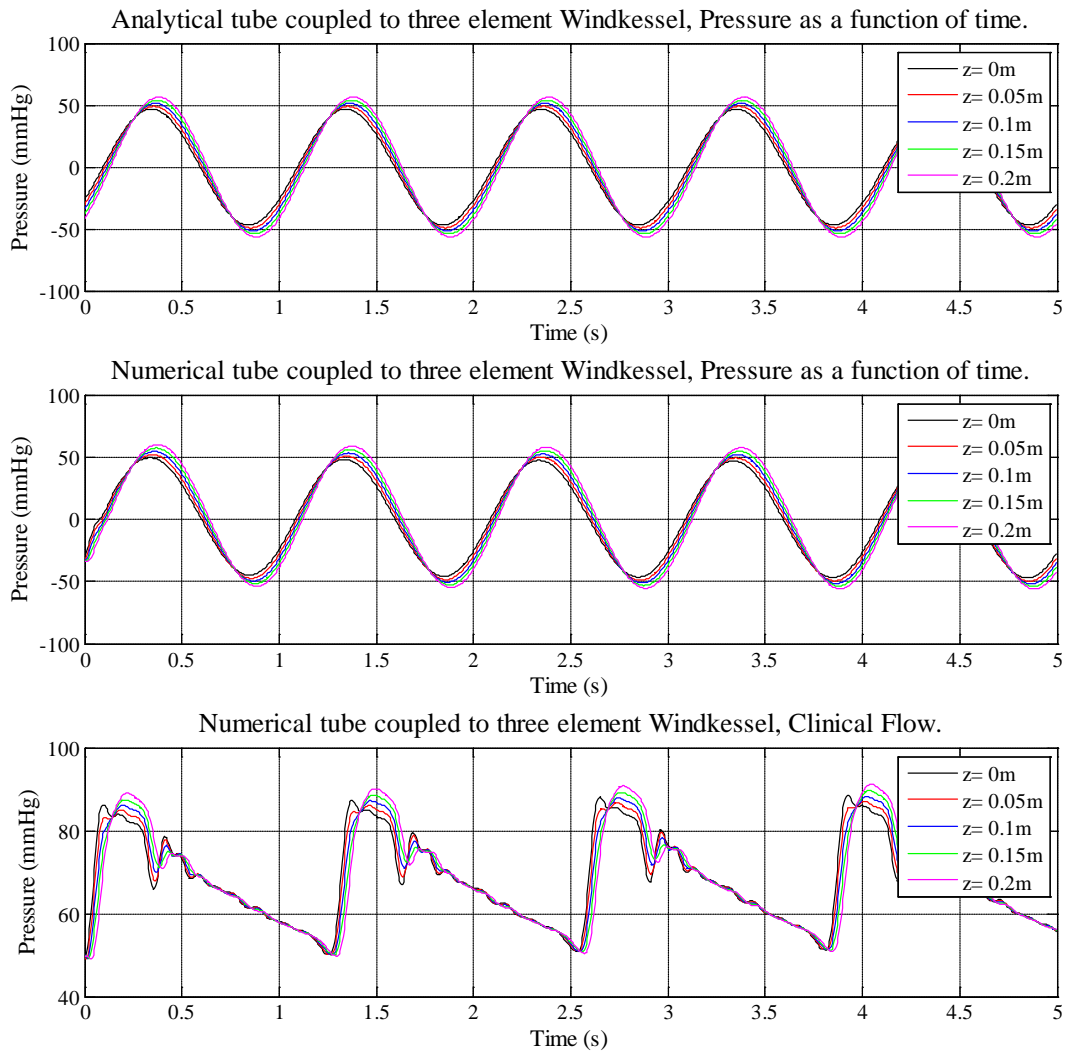 Analytical tube coupled to three element Windkessel, Pressure as a function of time.
100
50
0
-50
-100
Pressure (mmHg)
z= 0m
z= 0.05m
z= 0.1m
z= 0.15m
z= 0.2m
0 0.5 1 1.5 2 2.5 3 3.5 4 4.5 5
Time (s)
Numerical tube coupled to three element Windkessel, Pressure as a function of time.
100
50
0
-50
-100
Pressure (mmHg)
z= 0m
z= 0.05m
z= 0.1m
z= 0.15m
z= 0.2m
0 0.5 1 1.5 2 2.5 3 3.5 4 4.5 5
Time (s)
Numerical tube coupled to three element Windkessel, Clinical Flow.
100
80
60
40
Pressure (mmHg)
z= 0m
z= 0.05m
z= 0.1m
z= 0.15m
z= 0.2m
0 0.5 1 1.5 2 2.5 3 3.5 4 4.5 5
Time (s)